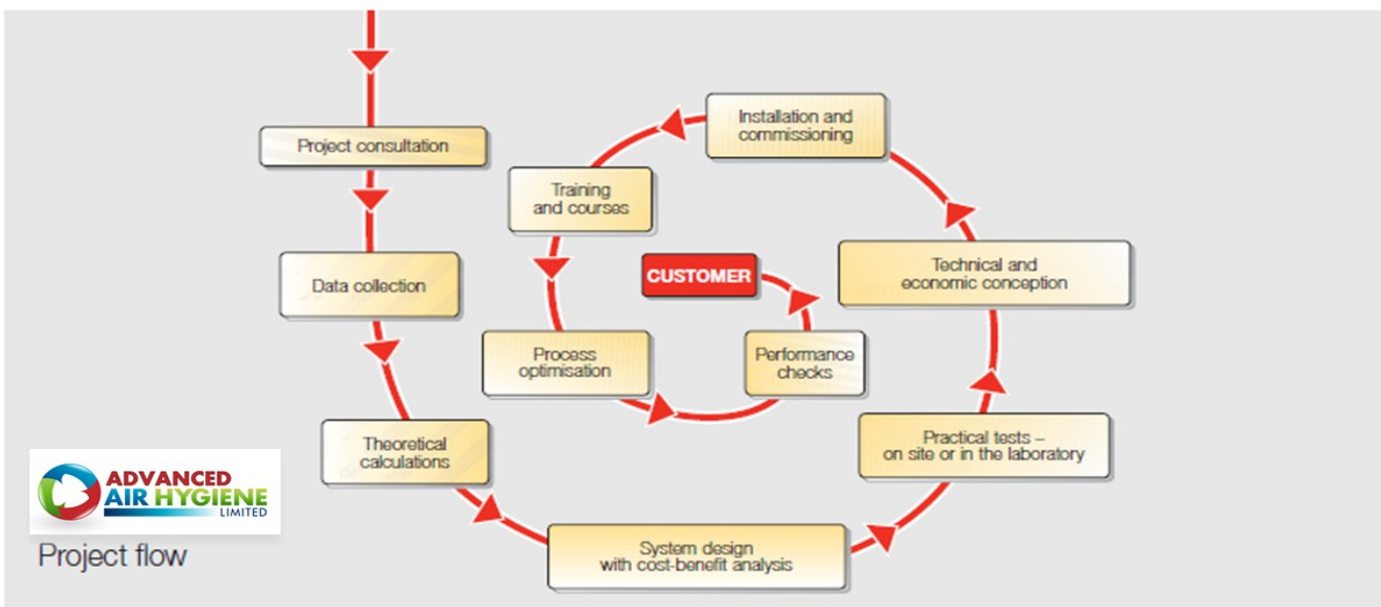 Project consultation
Data collection
Theoretical
calculations
System design
with cost-benefit analysis
Practical tests –
on site or in the laboratory
Technical and
economic conception
Installation and
commissioning
Training
and courses
Process
optimisation
Performance
checks
CUSTOMER
ADVANCED
AIR HYGIENE
LIMITED
Project flow